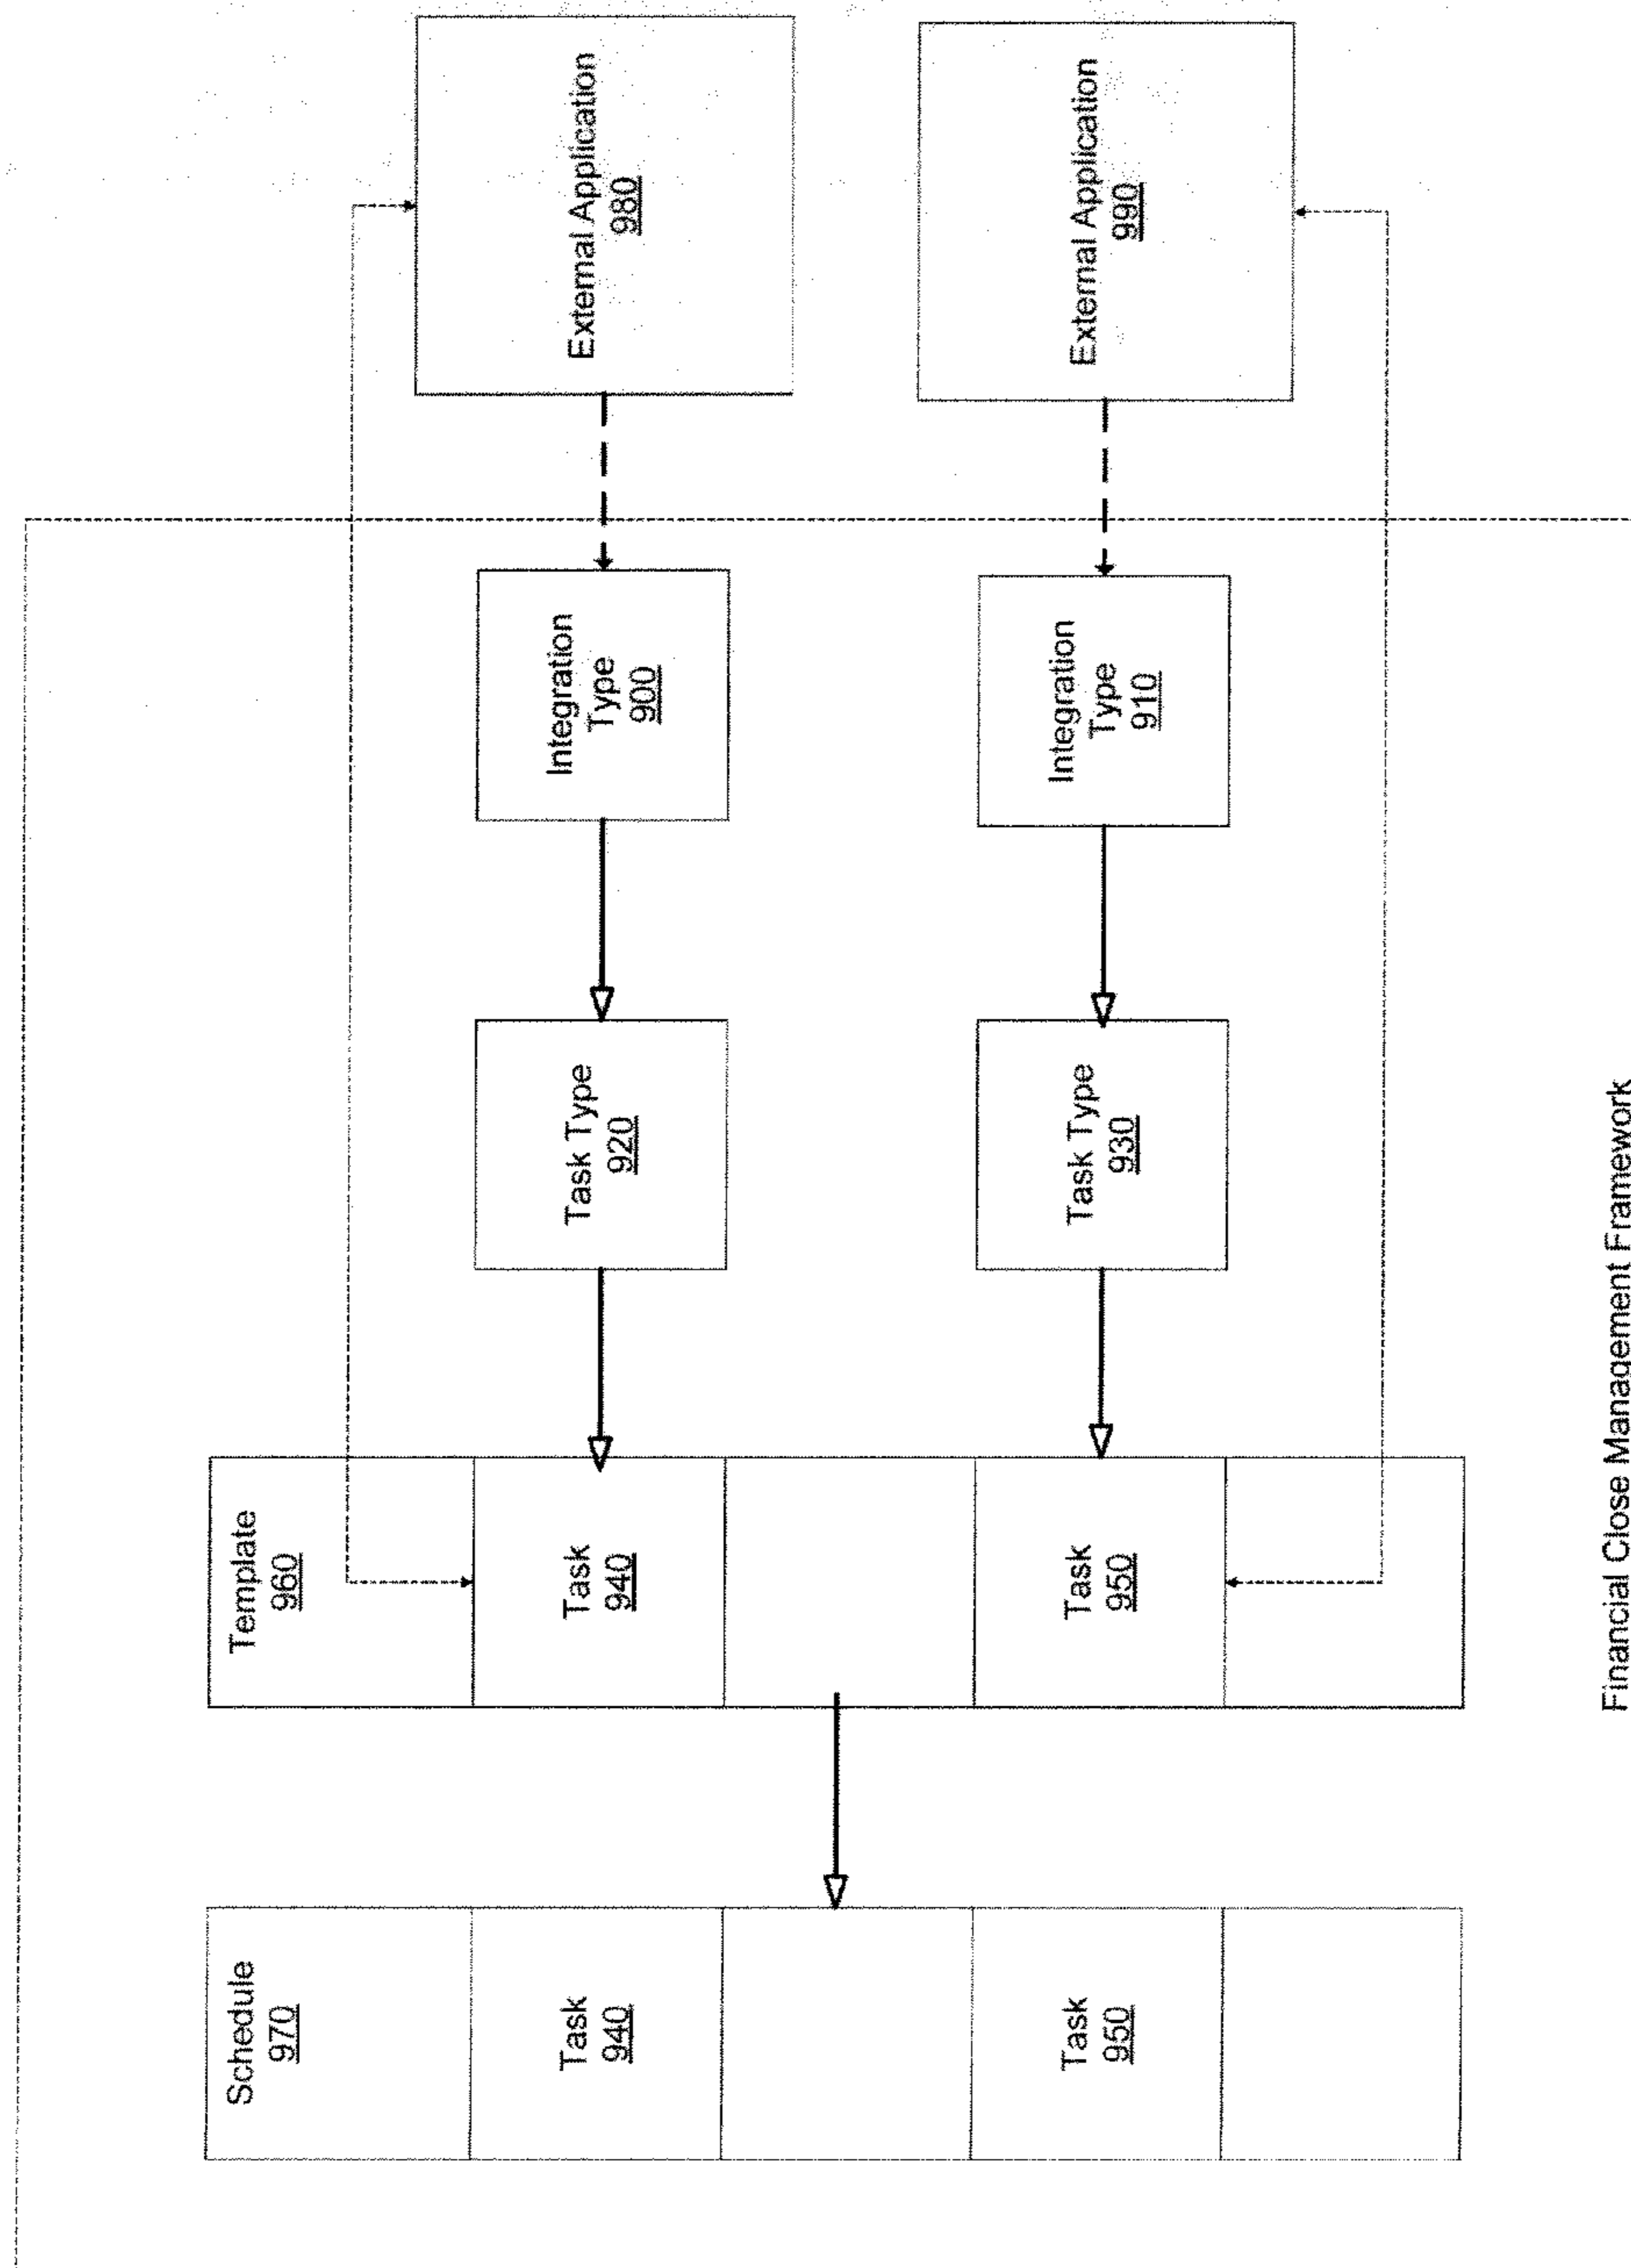 Schedule
970
Task
940
Task
950
Template
960
Task
940
Task
950
Task Type
920
Task Type
930
Integration
Type
900
Integration
Type
910
External Application
980
External Application
990
Financial Close Management Framework